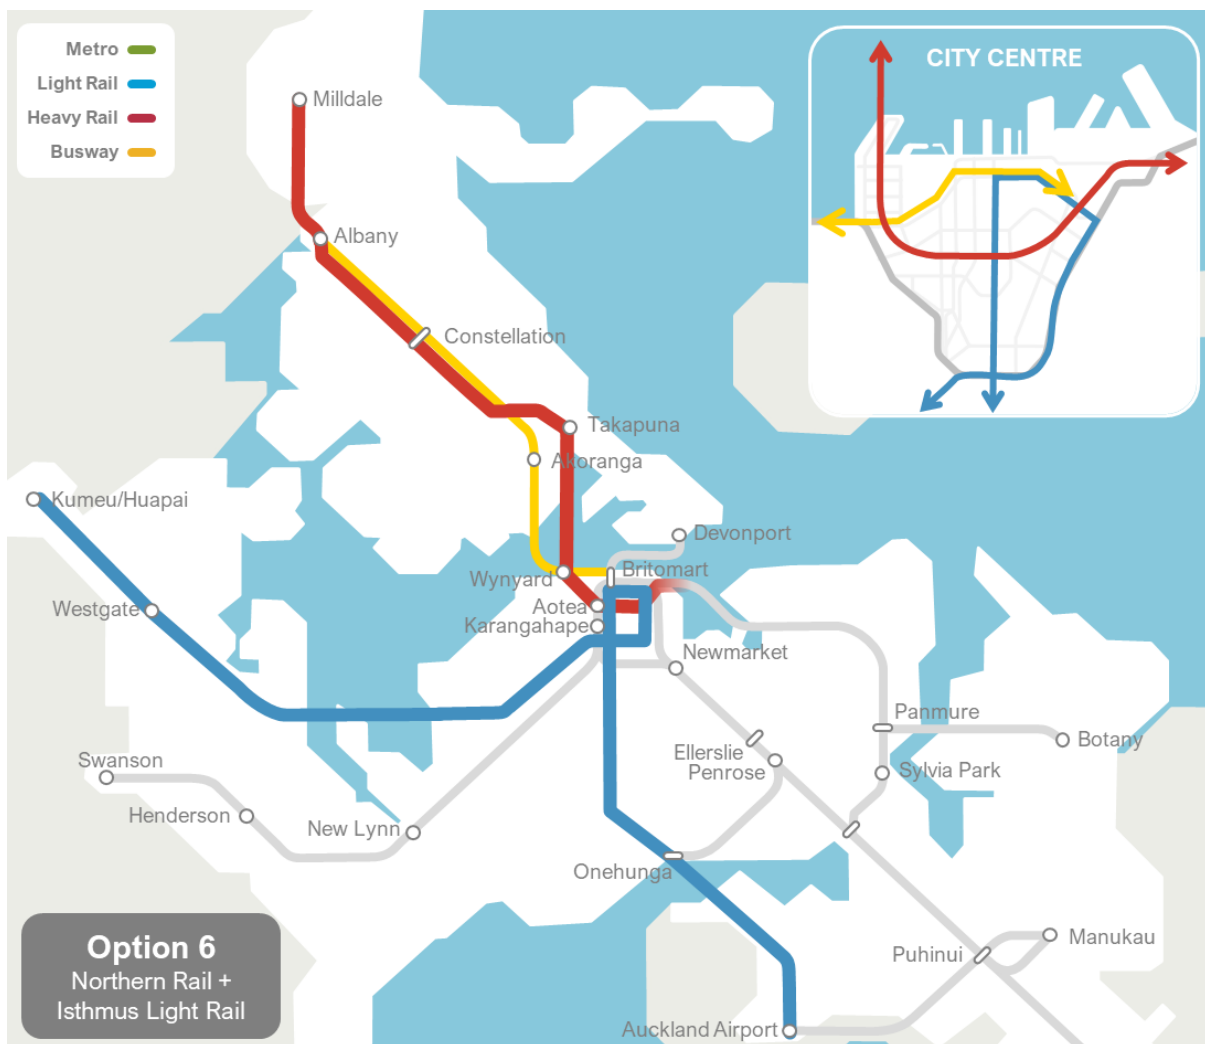 Metro
Light Rail
Heavy Rail
Busway
CITY CENTRE
Milldale
Albany
Constellation
Takapuna
Akoranga
Kumeu/Huapai
Devonport
Wynyard
Britomart
Westgate
Aotea
Karangahape
Newmarket
Panmure
Botany
Swanson
Ellerslie
Penrose
Sylvia Park
Henderson
New Lynn
Onehunga
Puhinui
Manukau
Auckland Airport
Option 6
Northern Rail +
Isthmus Light Rail